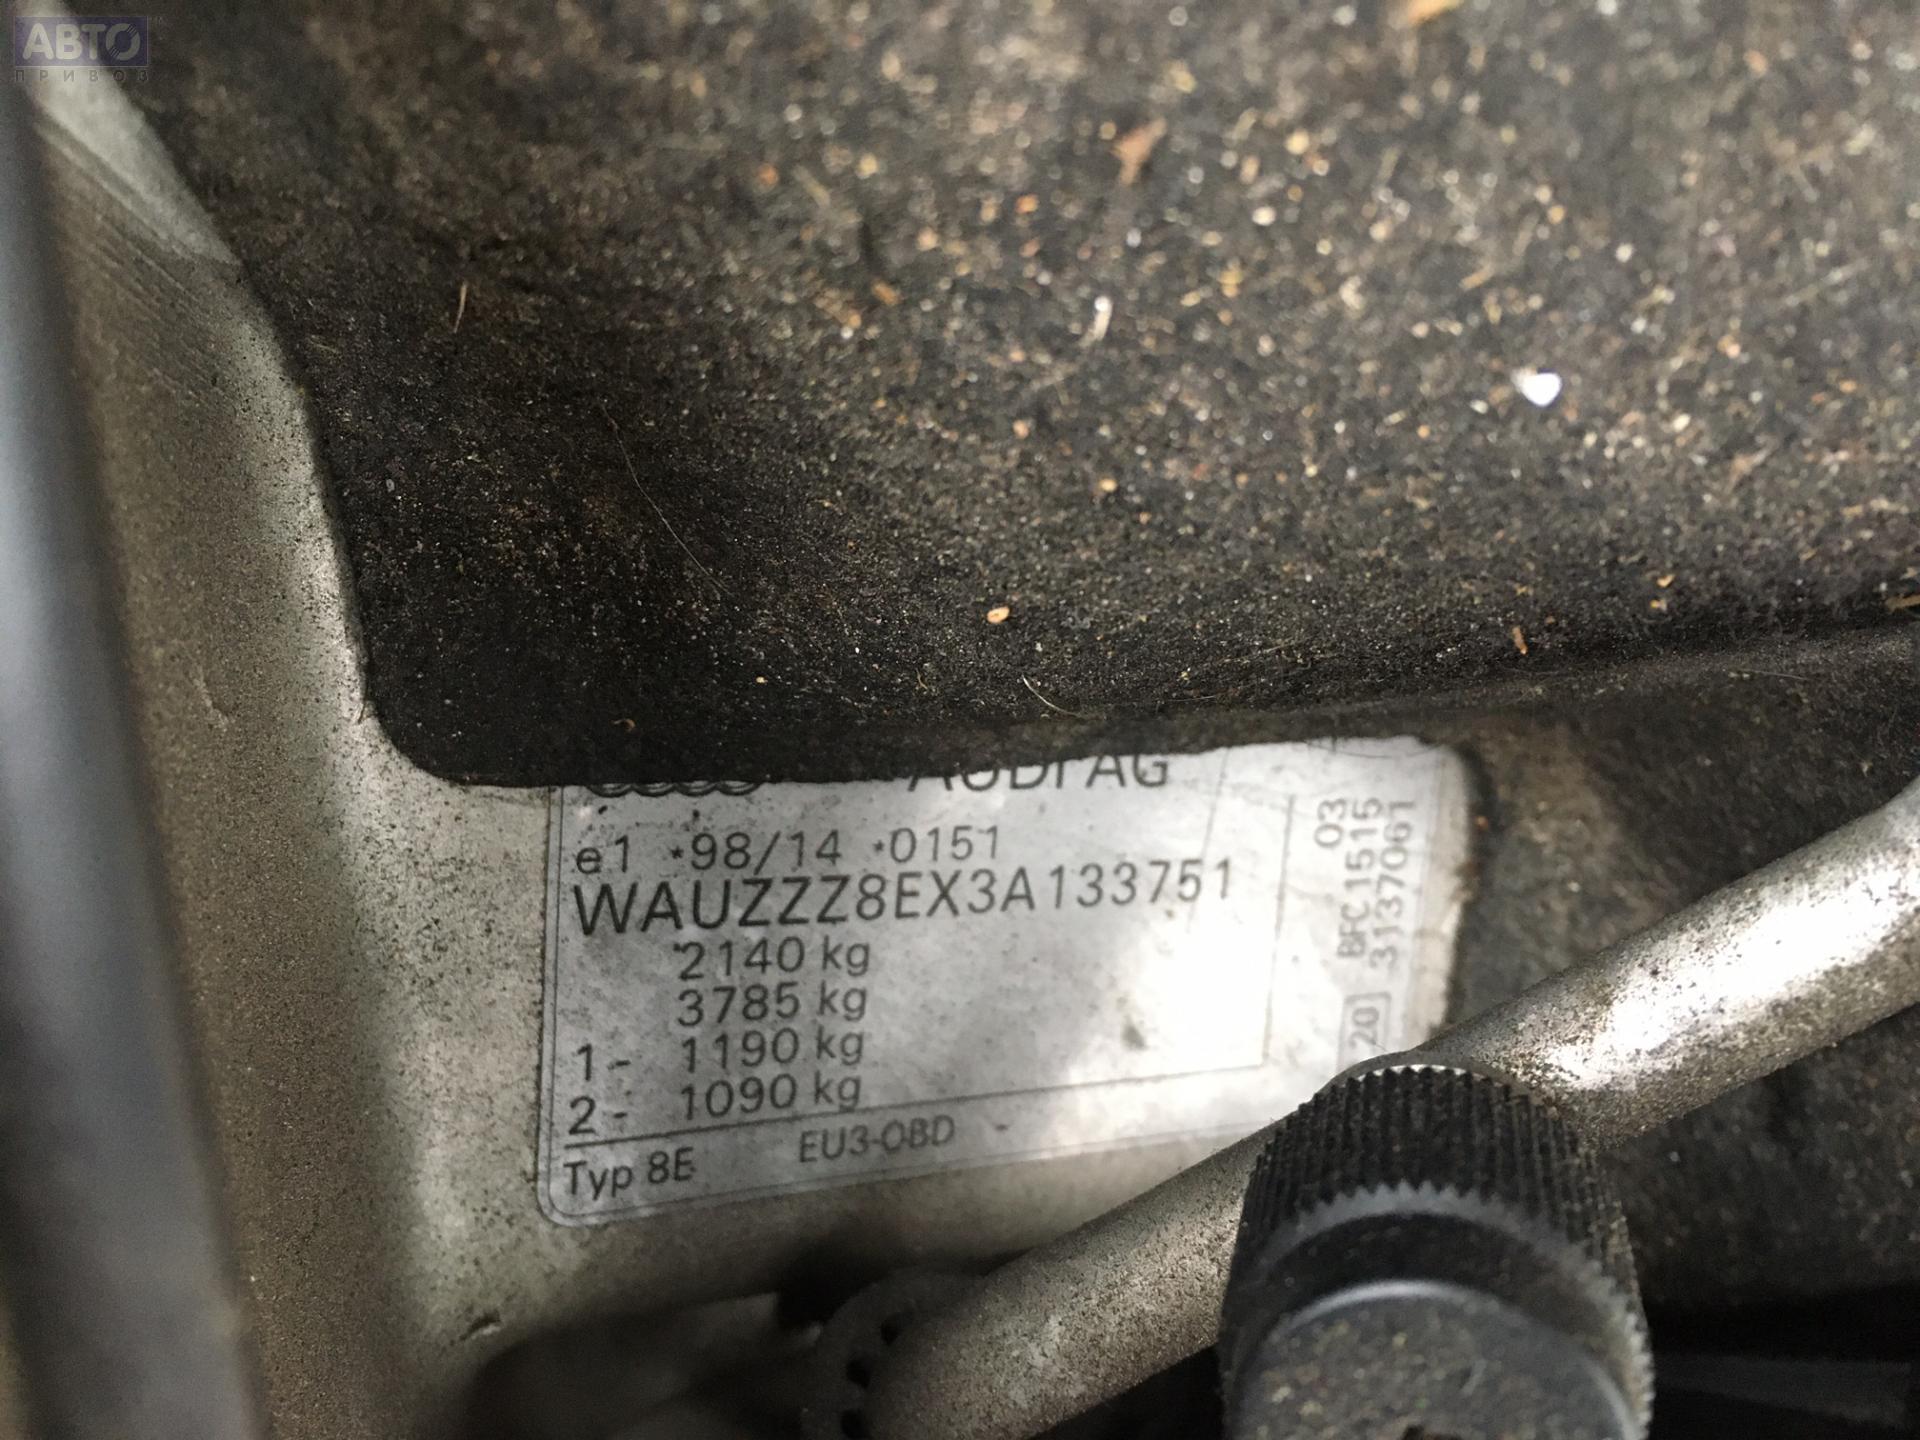 АВТО
ПРИВОЗ
AUDI AG
e1 *98/14 *0151
WAUZZZ8EX3A133751
2140 kg
3785 kg
1- 1190 kg
2- 1090 kg
Typ 8E EU3-OBD
03
BFC1515
20 3137061